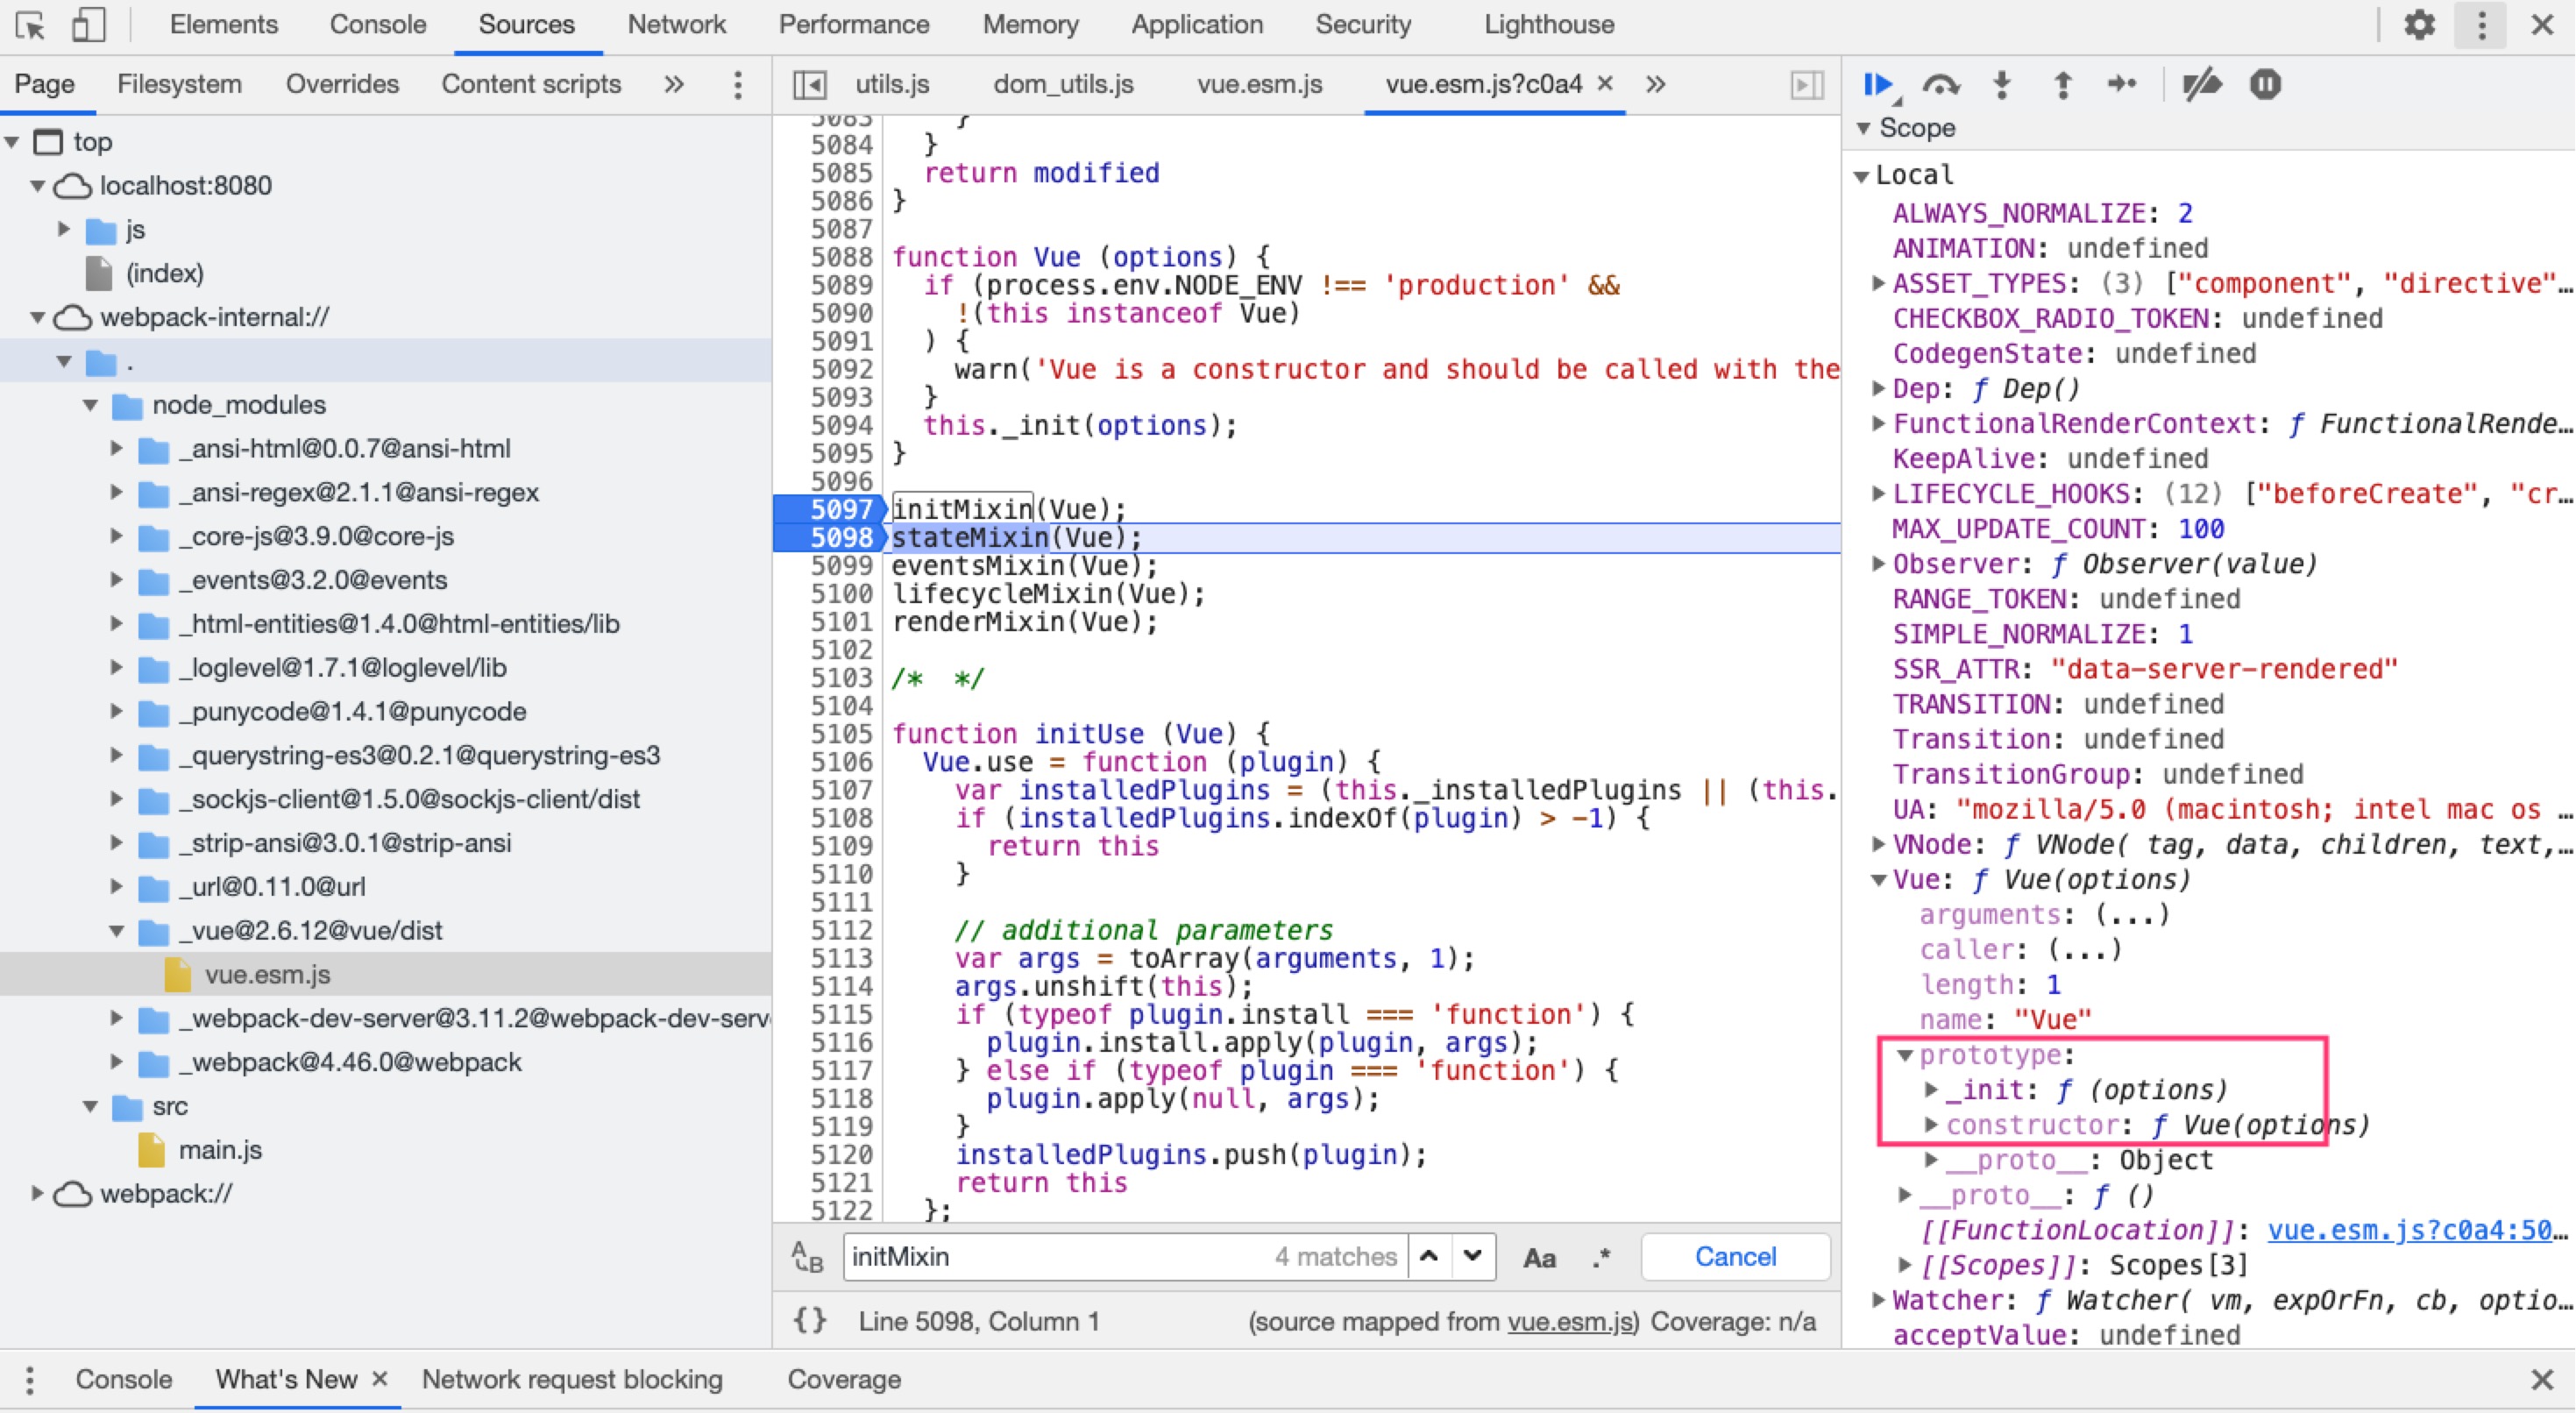 Elements Console Sources Network Performance Memory Application Security Lighthouse
Page Filesystem Overrides Content scripts »
top
localhost:8080
js
(index)
webpack-internal://
.
node_modules
_ansi-html@0.0.7@ansi-html
_ansi-regex@2.1.1@ansi-regex
_core-js@3.9.0@core-js
_events@3.2.0@events
_html-entities@1.4.0@html-entities/lib
_loglevel@1.7.1@loglevel/lib
_punycode@1.4.1@punycode
_querystring-es3@0.2.1@querystring-es3
_sockjs-client@1.5.0@sockjs-client/dist
_strip-ansi@3.0.1@strip-ansi
_url@0.11.0@url
_vue@2.6.12@vue/dist
vue.esm.js
_webpack-dev-server@3.11.2@webpack-dev-serv
_webpack@4.46.0@webpack
src
main.js
webpack://
utils.js dom_utils.js vue.esm.js vue.esm.js?c0a4 × »
5083 }
5084 }
5085 return modified
5086 }
5087
5088 function Vue (options) {
5089 if (process.env.NODE_ENV !== 'production' &&
5090 !(this instanceof Vue)
5091 ) {
5092 warn('Vue is a constructor and should be called with the
5093 }
5094 this._init(options);
5095 }
5096
5097 initMixin(Vue);
5098 stateMixin(Vue);
5099 eventsMixin(Vue);
5100 lifecycleMixin(Vue);
5101 renderMixin(Vue);
5102
5103 /*  */
5104
5105 function initUse (Vue) {
5106 Vue.use = function (plugin) {
5107 var installedPlugins = (this._installedPlugins || (this.
5108 if (installedPlugins.indexOf(plugin) > -1) {
5109 return this
5110 }
5111
5112 // additional parameters
5113 var args = toArray(arguments, 1);
5114 args.unshift(this);
5115 if (typeof plugin.install === 'function') {
5116 plugin.install.apply(plugin, args);
5117 } else if (typeof plugin === 'function') {
5118 plugin.apply(null, args);
5119 }
5120 installedPlugins.push(plugin);
5121 return this
5122 };
initMixin 4 matches Aa .* Cancel
{} Line 5098, Column 1 (source mapped from vue.esm.js) Coverage: n/a
Scope
Local
ALWAYS_NORMALIZE: 2
ANIMATION: undefined
ASSET_TYPES: (3) ["component", "directive"…
CHECKBOX_RADIO_TOKEN: undefined
CodegenState: undefined
Dep: ƒ Dep()
FunctionalRenderContext: ƒ FunctionalRende…
KeepAlive: undefined
LIFECYCLE_HOOKS: (12) ["beforeCreate", "cr…
MAX_UPDATE_COUNT: 100
Observer: ƒ Observer(value)
RANGE_TOKEN: undefined
SIMPLE_NORMALIZE: 1
SSR_ATTR: "data-server-rendered"
TRANSITION: undefined
Transition: undefined
TransitionGroup: undefined
UA: "mozilla/5.0 (macintosh; intel mac os …
VNode: ƒ VNode( tag, data, children, text,…
Vue: ƒ Vue(options)
arguments: (...)
caller: (...)
length: 1
name: "Vue"
prototype:
_init: ƒ (options)
constructor: ƒ Vue(options)
__proto__: Object
__proto__: ƒ ()
[[FunctionLocation]]: vue.esm.js?c0a4:50…
[[Scopes]]: Scopes[3]
Watcher: ƒ Watcher( vm, expOrFn, cb, optio…
acceptValue: undefined
Console What's New × Network request blocking Coverage